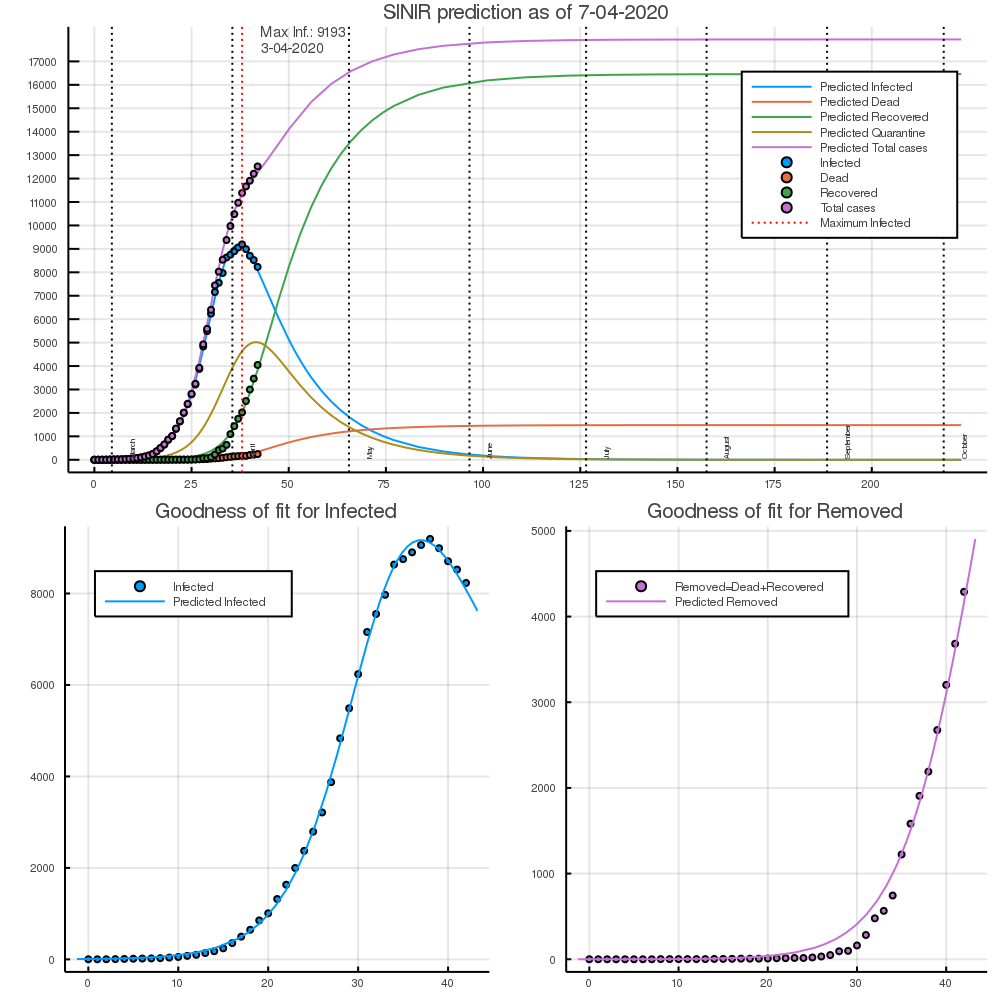 SINIR prediction as of 7-04-2020
Max Inf.: 9193
3-04-2020
17000
16000
15000
14000
13000
12000
11000
10000
9000
8000
7000
6000
5000
4000
3000
2000
1000
0
Predicted Infected
Predicted Dead
Predicted Recovered
Predicted Quarantine
Predicted Total cases
Infected
Dead
Recovered
Total cases
Maximum Infected
March
April
May
June
July
August
September
October
0 25 50 75 100 125 150 175 200
Goodness of fit for Infected
Infected
Predicted Infected
8000
6000
4000
2000
0
0 10 20 30 40
Goodness of fit for Removed
Removed=Dead+Recovered
Predicted Removed
5000
4000
3000
2000
1000
0
0 10 20 30 40